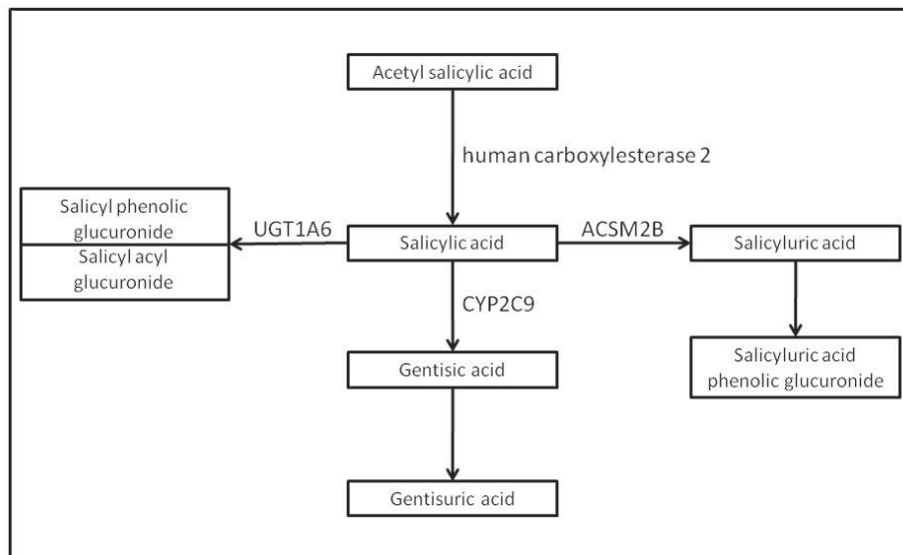 Acetyl salicylic acid
human carboxylesterase 2
Salicyl phenolic
glucuronide
Salicyl acyl
glucuronide
UGT1A6
Salicylic acid
ACSM2B
Salicyluric acid
CYP2C9
Gentisic acid
Salicyluric acid
phenolic glucuronide
Gentisuric acid